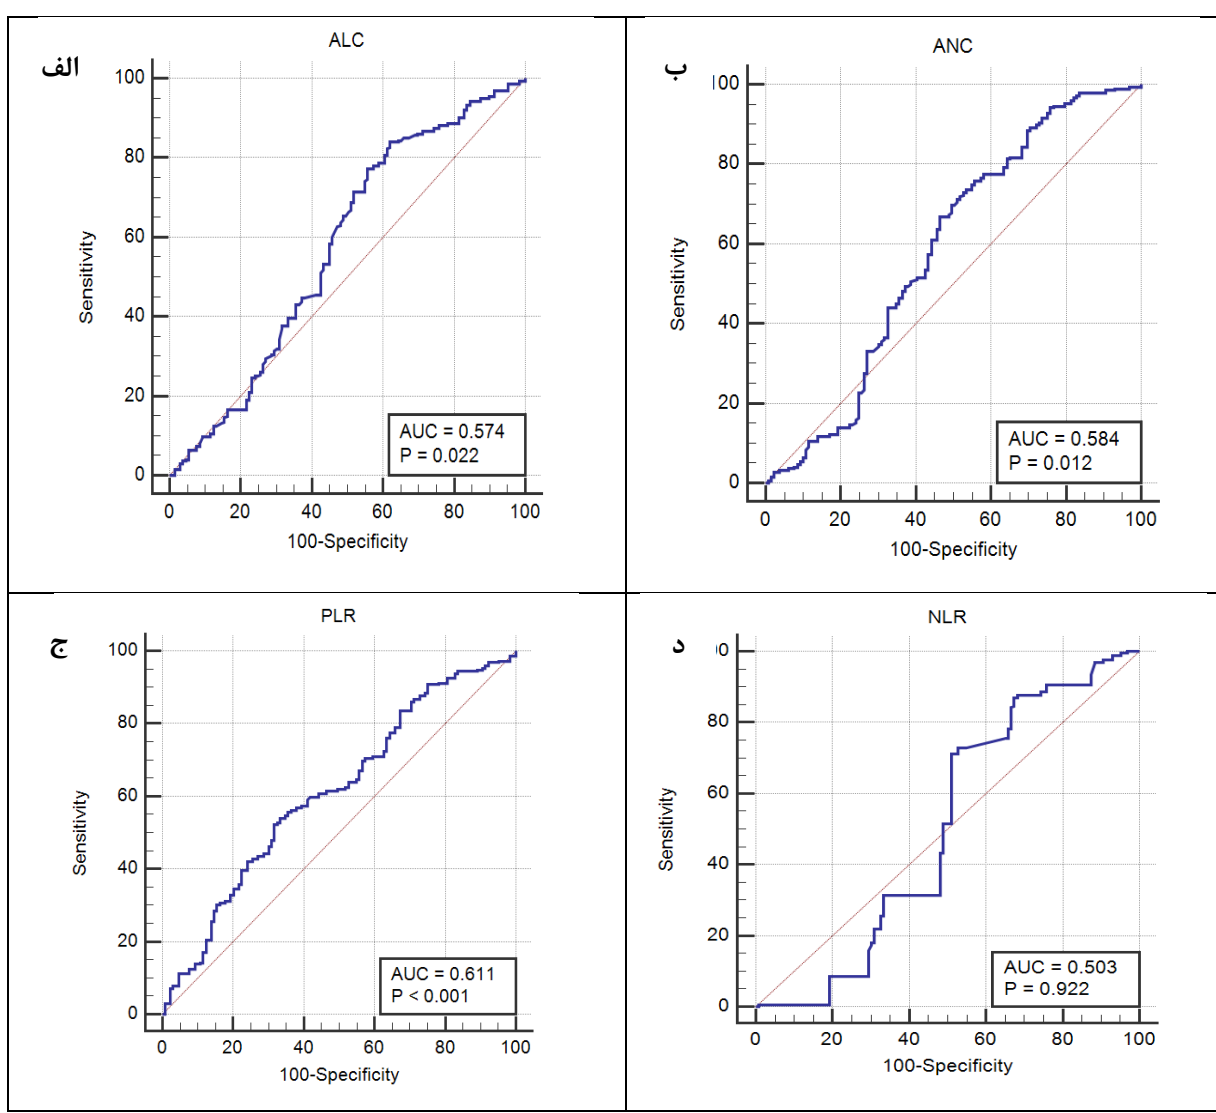 الف
ALC
100
80
60
40
20
0
Sensitivity
AUC = 0.574
P = 0.022
0 20 40 60 80 100
100-Specificity
ب
ANC
100
80
60
40
20
0
Sensitivity
AUC = 0.584
P = 0.012
0 20 40 60 80 100
100-Specificity
ج
PLR
100
80
60
40
20
0
Sensitivity
AUC = 0.611
P < 0.001
0 20 40 60 80 100
100-Specificity
د
NLR
00
80
60
40
20
0
Sensitivity
AUC = 0.503
P = 0.922
0 20 40 60 80 100
100-Specificity